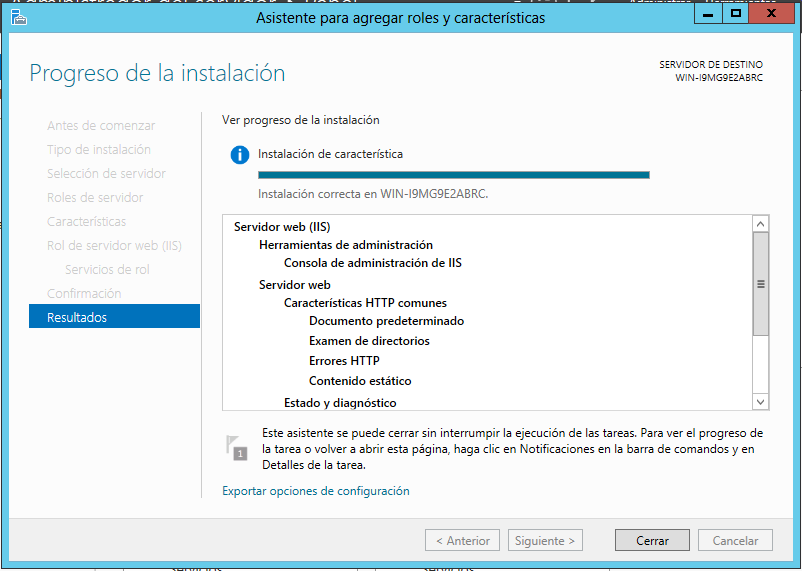 Asistente para agregar roles y características
Progreso de la instalación
SERVIDOR DE DESTINO
WIN-I9MG9E2ABRC
Antes de comenzar
Tipo de instalación
Selección de servidor
Roles de servidor
Características
Rol de servidor web (IIS)
Servicios de rol
Confirmación
Resultados
Ver progreso de la instalación
Instalación de característica
Instalación correcta en WIN-I9MG9E2ABRC.
Servidor web (IIS)
Herramientas de administración
Consola de administración de IIS
Servidor web
Características HTTP comunes
Documento predeterminado
Examen de directorios
Errores HTTP
Contenido estático
Estado y diagnóstico
1
Este asistente se puede cerrar sin interrumpir la ejecución de las tareas. Para ver el progreso de
la tarea o volver a abrir esta página, haga clic en Notificaciones en la barra de comandos y en
Detalles de la tarea.
Exportar opciones de configuración
< Anterior
Siguiente >
Cerrar
Cancelar